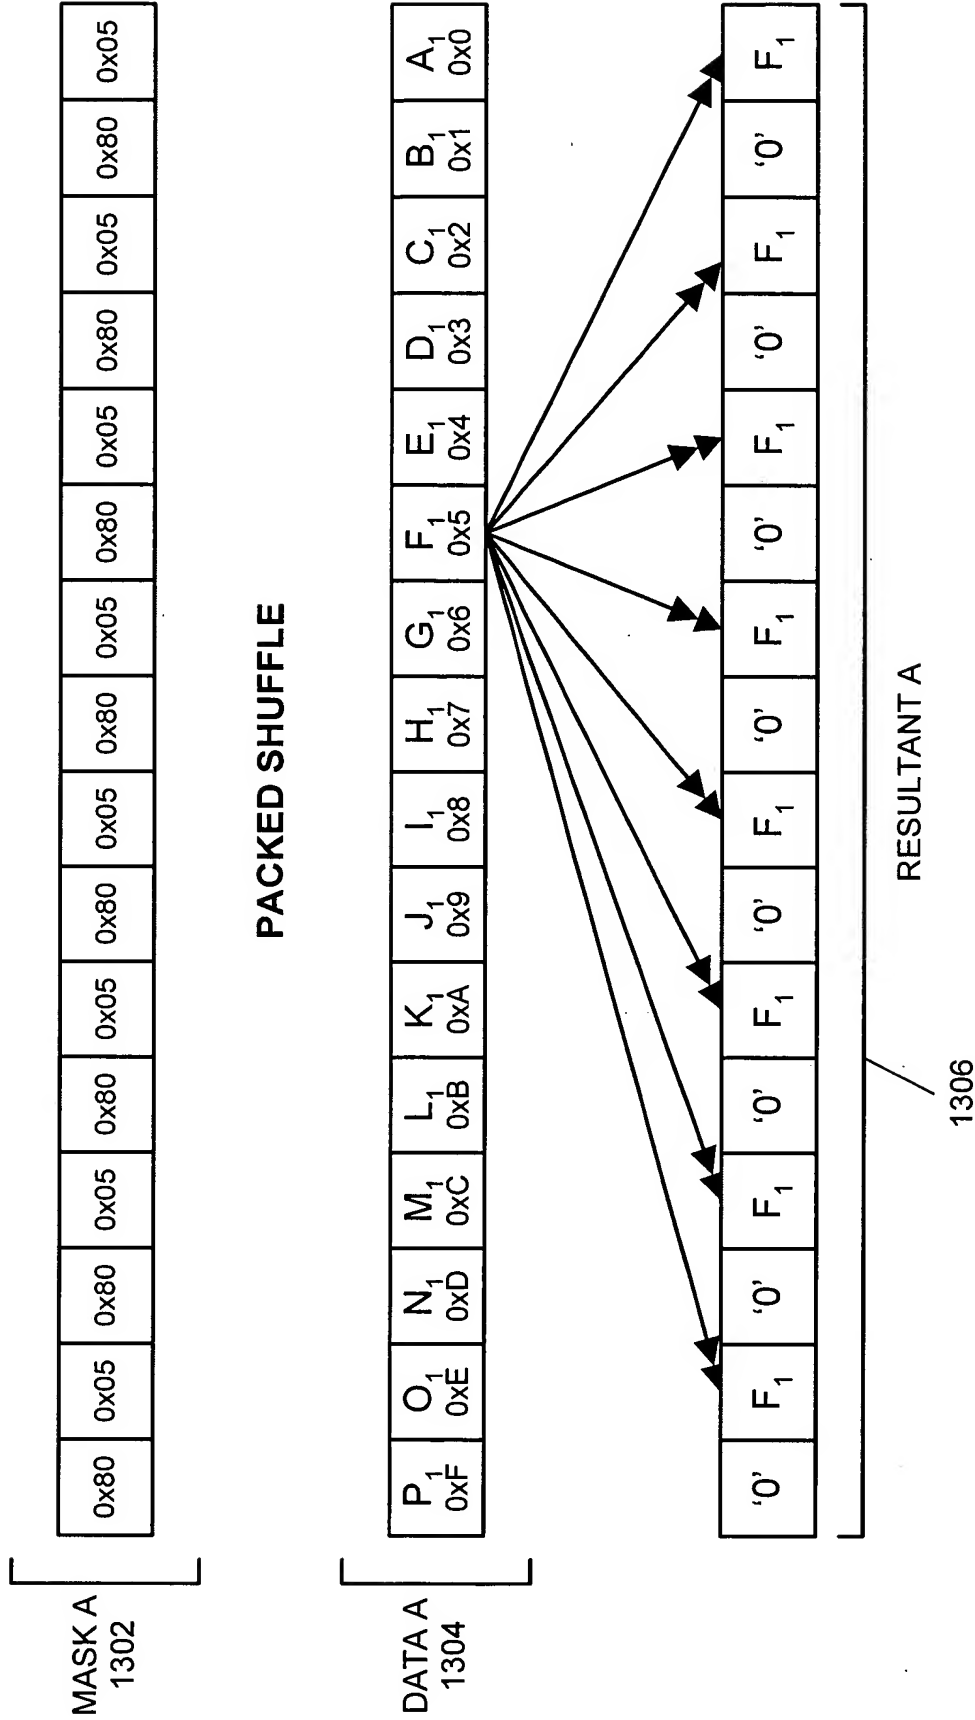 MASK A
1302
0x80 0x05 0x80 0x05 0x80 0x05 0x80 0x05 0x80 0x05 0x80 0x05 0x80 0x05 0x80 0x05
PACKED SHUFFLE
DATA A
1304
P1 O1 N1 M1 L1 K1 J1 I1 H1 G1 F1 E1 D1 C1 B1 A1
0xF 0xE 0xD 0xC 0xB 0xA 0x9 0x8 0x7 0x6 0x5 0x4 0x3 0x2 0x1 0x0
'0' F1 '0' F1 '0' F1 '0' F1 '0' F1 '0' F1 '0' F1 '0' F1
RESULTANT A
1306